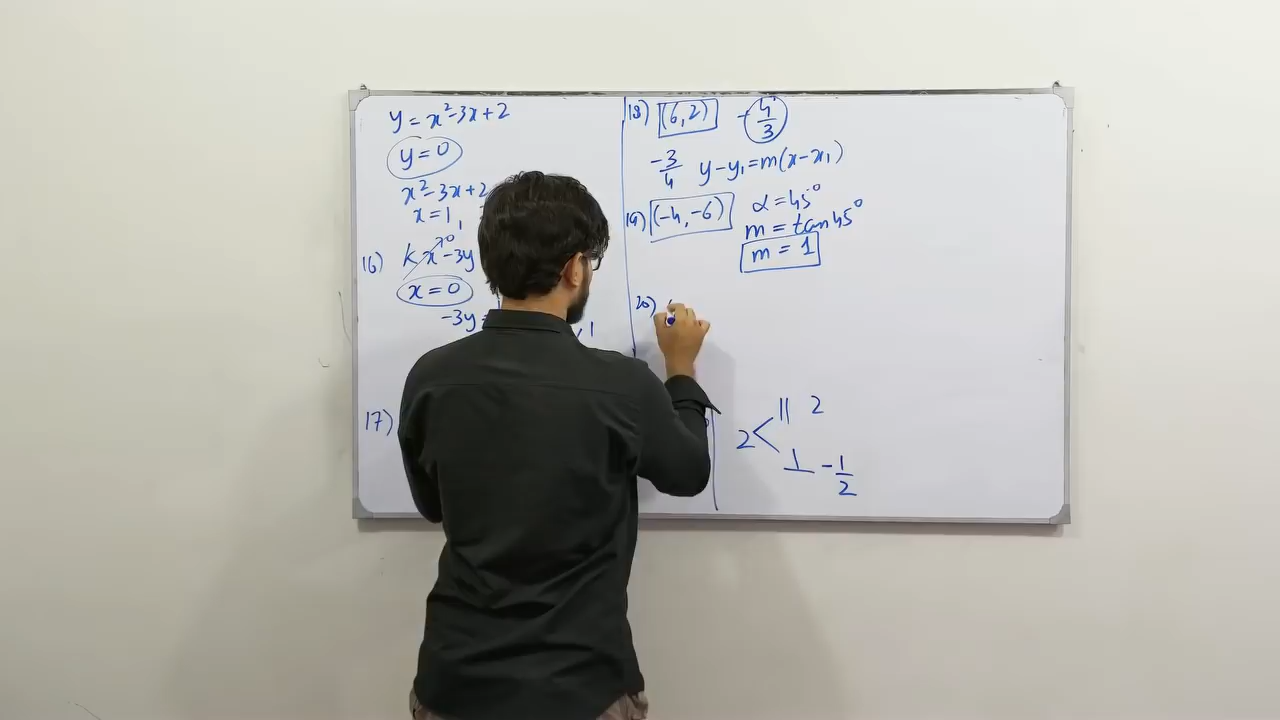 y = x² - 3x + 2
y = 0
x² - 3x + 2
x = 1,
16) kx - 3y
x = 0
-3y =
17)
18) (6, 2) - 4/3
-3/4 y - y₁ = m(x - x₁)
19) (-4, -6) α = 45°
m = tan 45°
m = 1
20)
|| 2
2 <
⊥ - 1/2